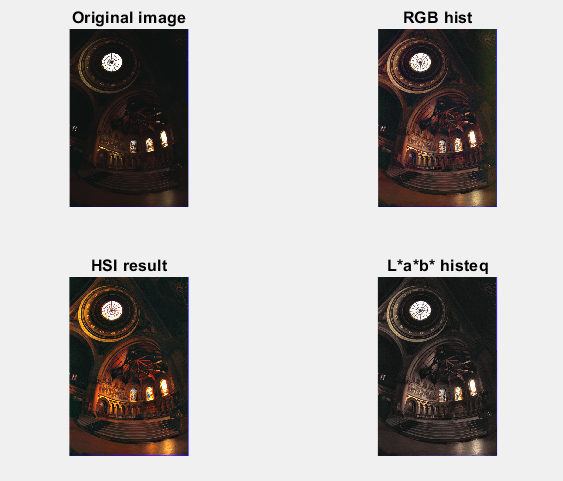 Original image
RGB hist
HSI result
L*a*b* histeq